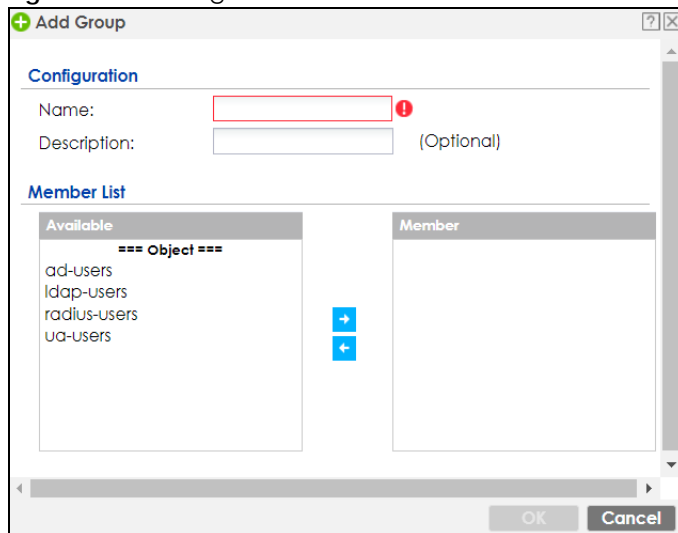 Add Group
Configuration
Name:
Description:
(Optional)
Member List
Available
Member
=== Object ===
ad-users
ldap-users
radius-users
ua-users
OK
Cancel